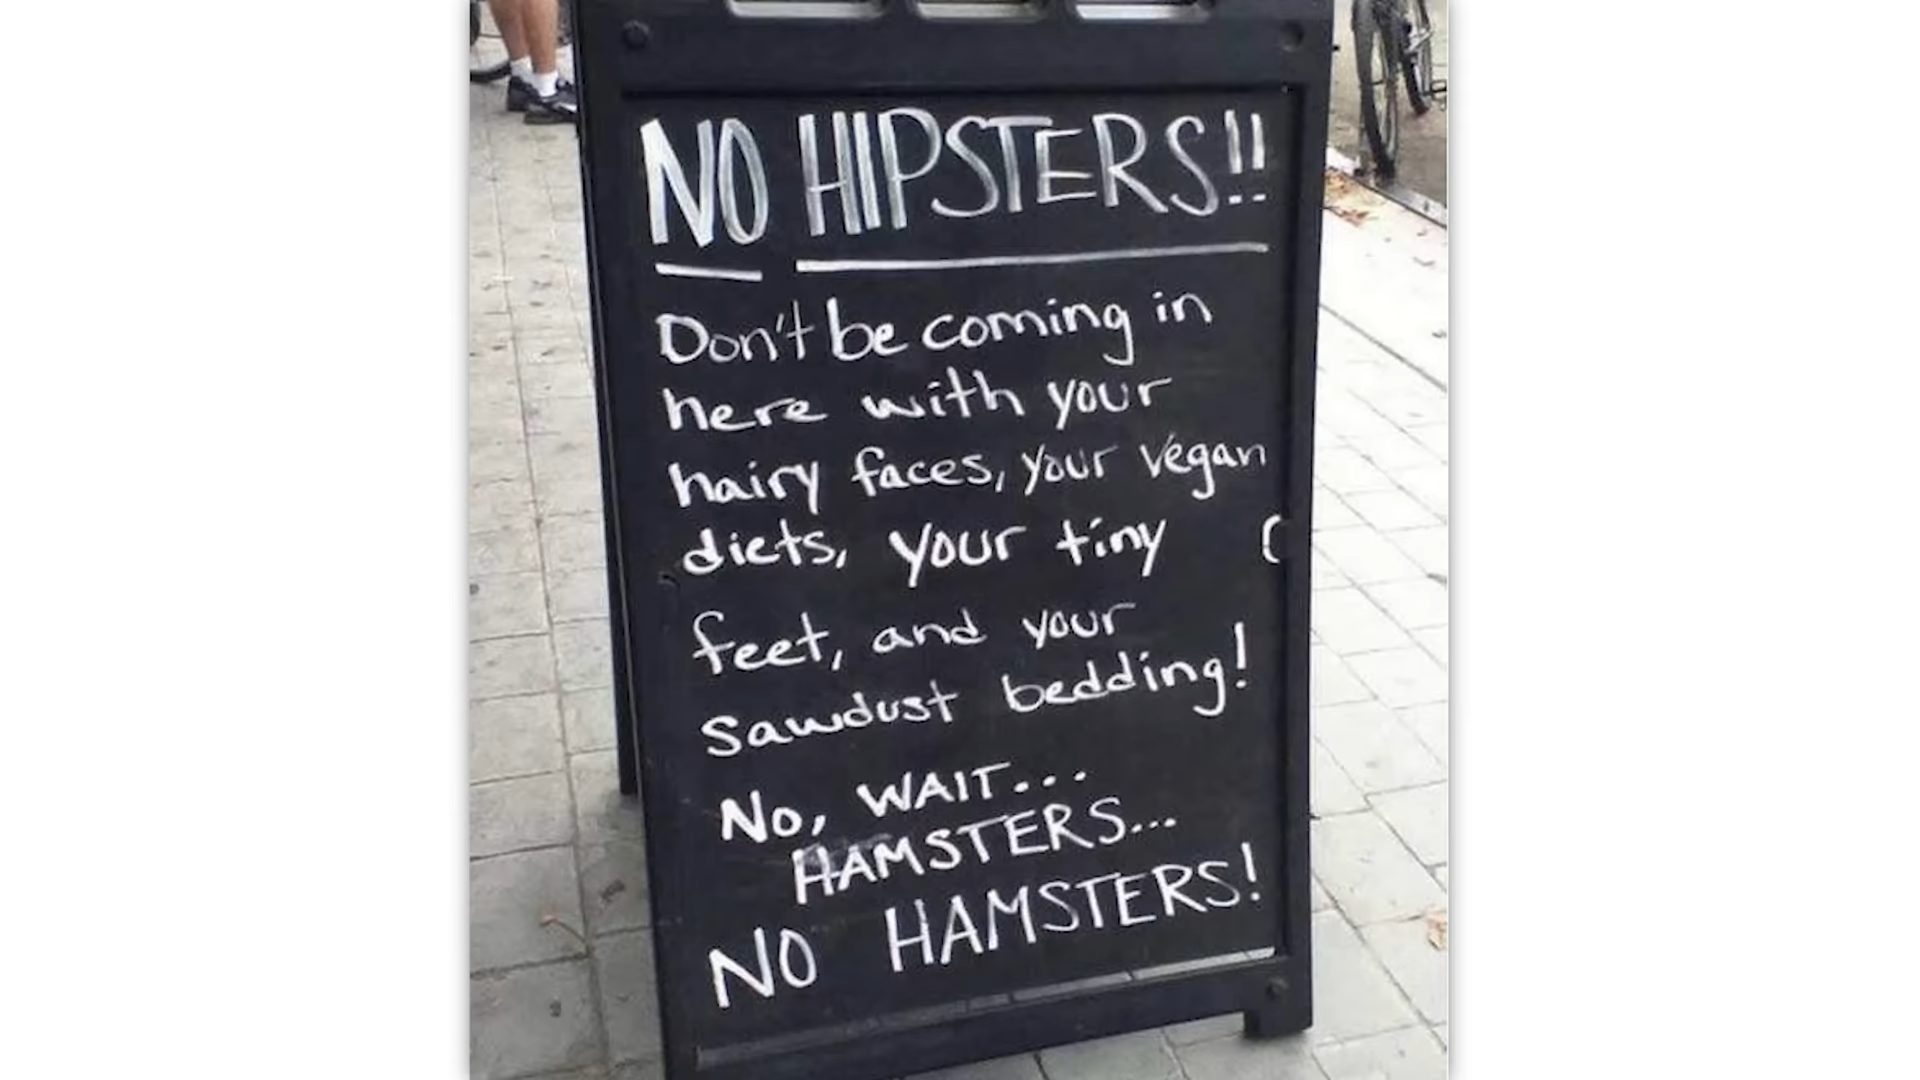 NO HIPSTERS!!
Don't be coming in
here with your
hairy faces, your vegan
diets, your tiny
feet, and your
sawdust bedding!
No, WAIT...
HAMSTERS...
NO HAMSTERS!